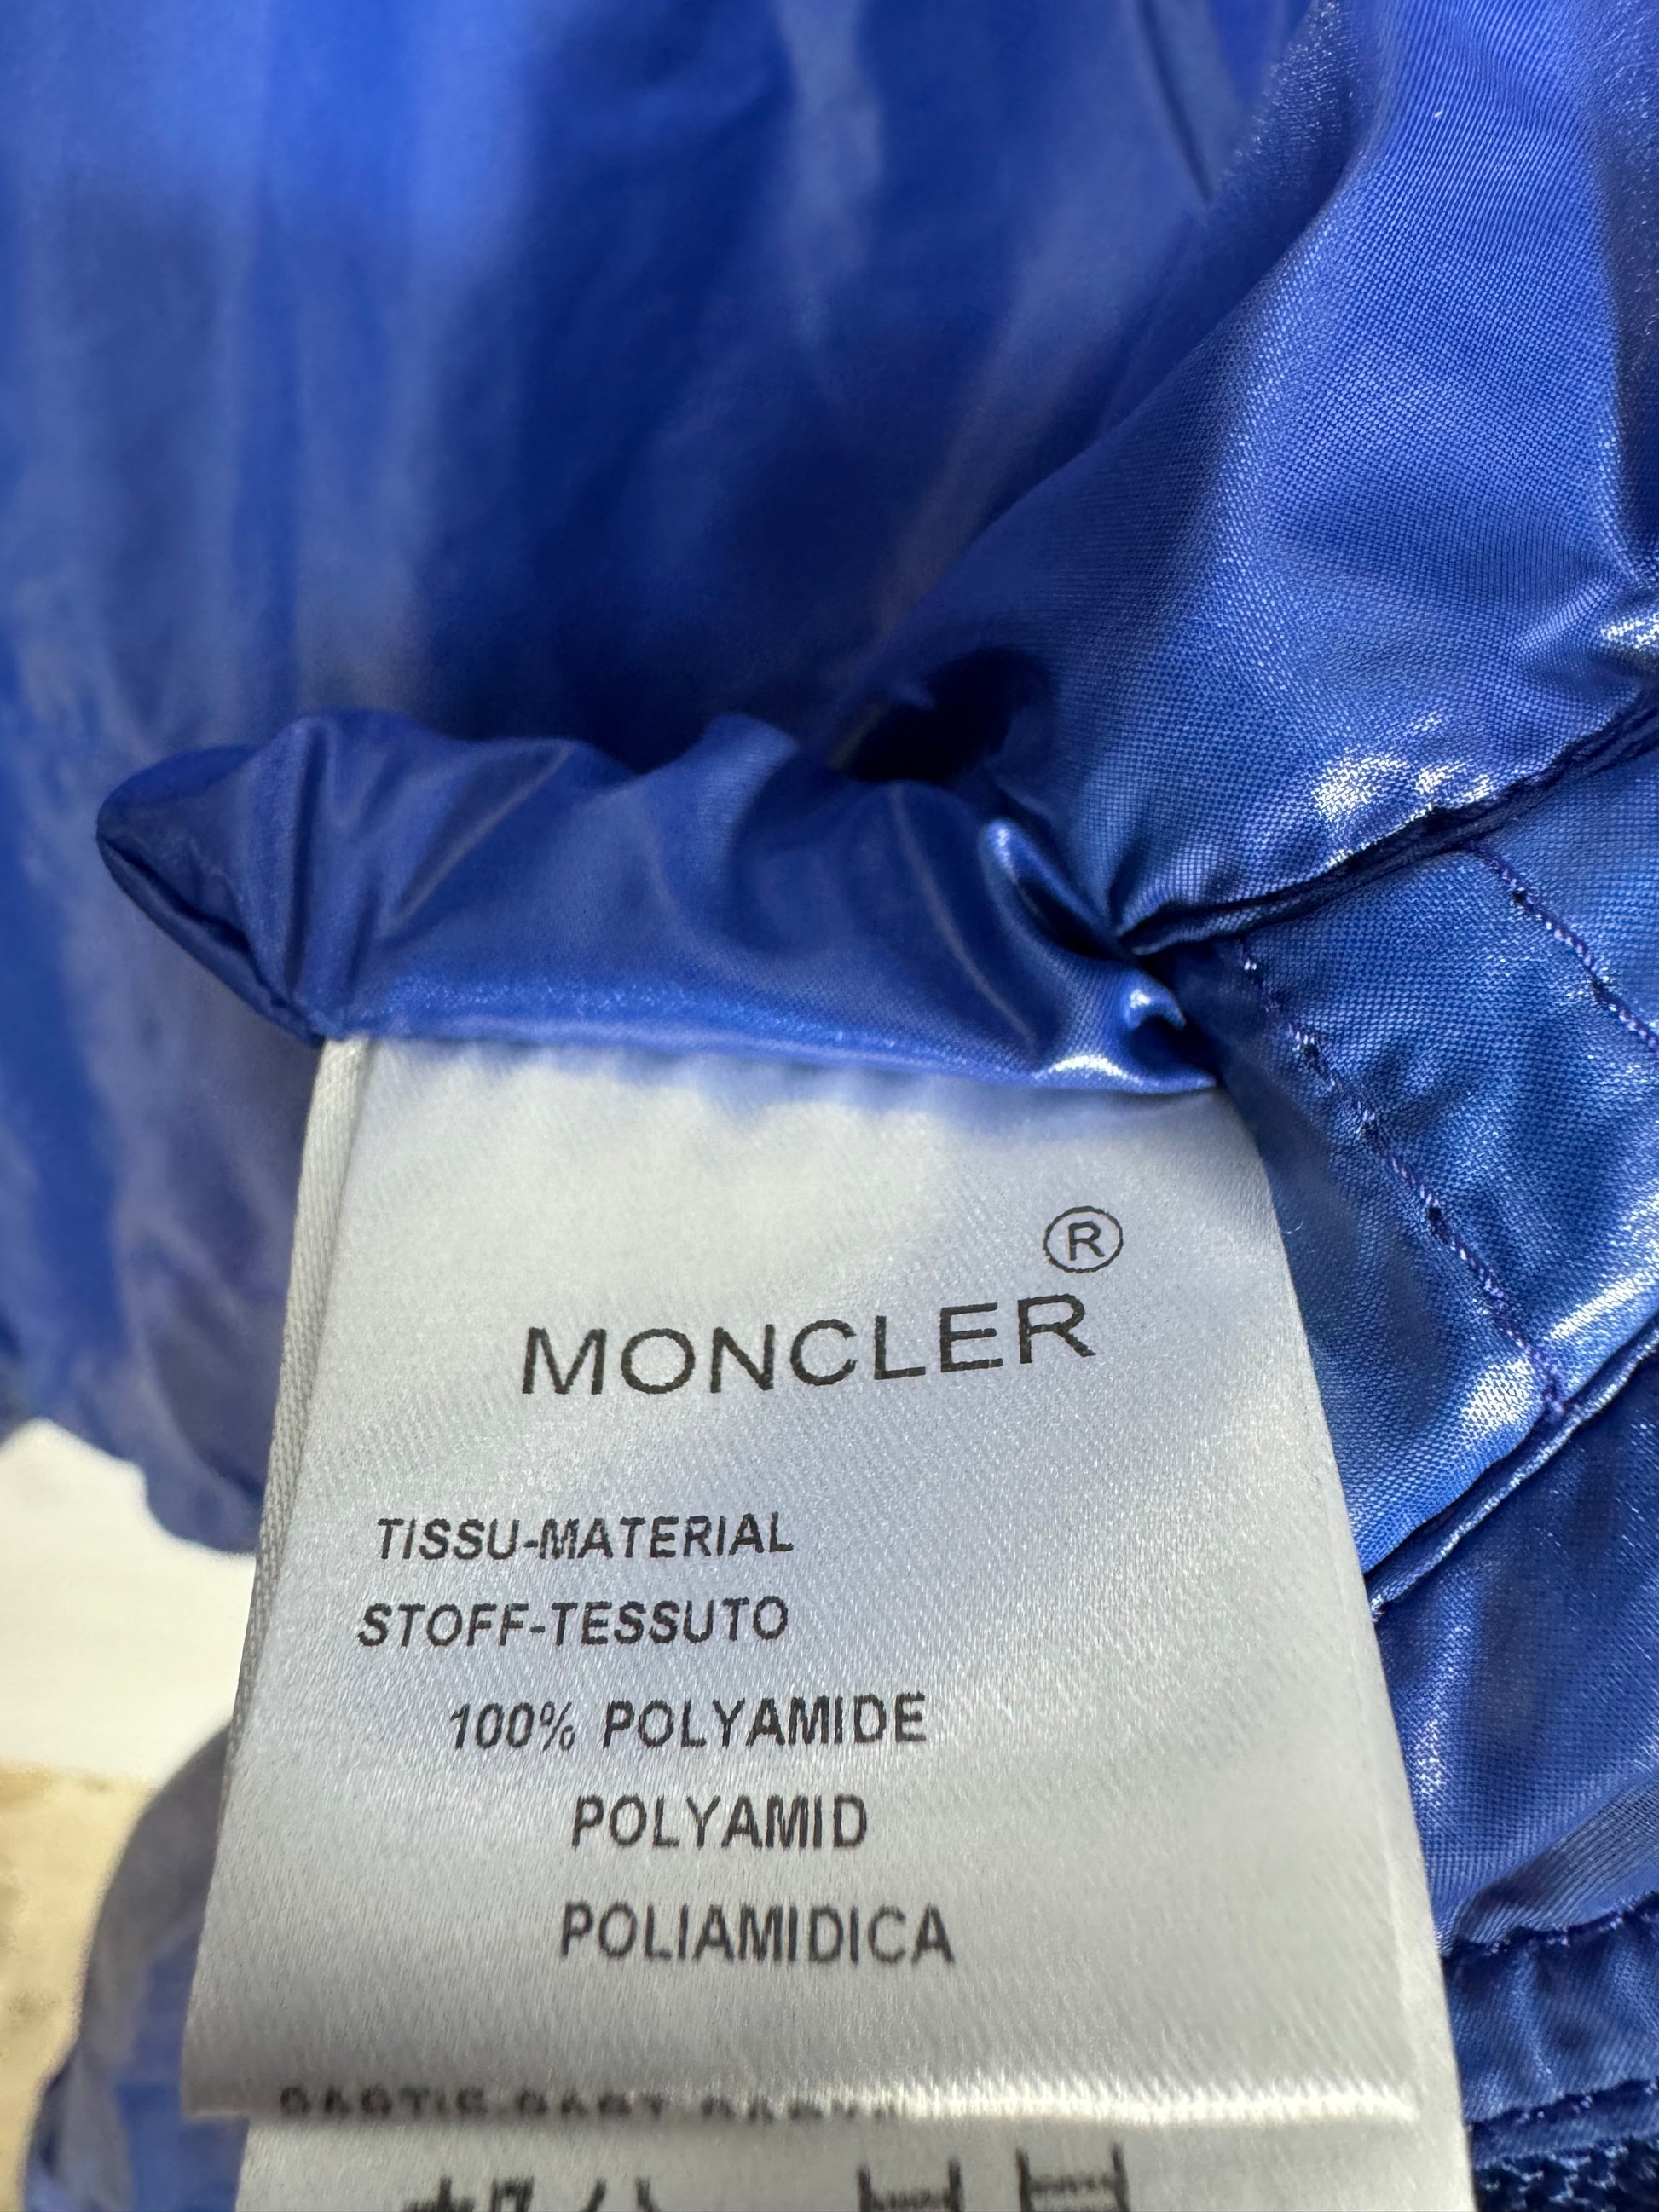 ®
MONCLER
TISSU-MATERIAL
STOFF-TESSUTO
100% POLYAMIDE
POLYAMID
POLIAMIDICA